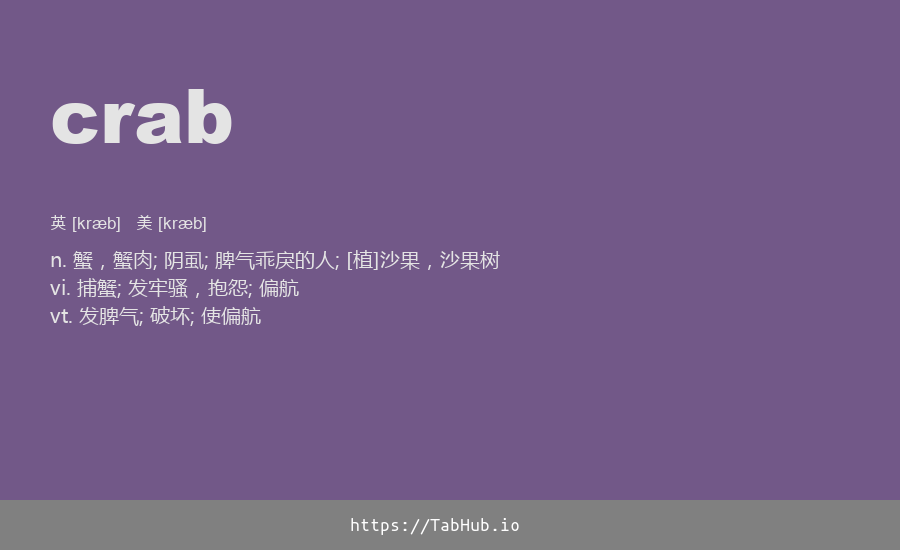 crab
英 [kræb] 美 [kræb]
n. 蟹，蟹肉; 阴虱; 脾气乖戾的人; [植]沙果，沙果树
vi. 捕蟹; 发牢骚，抱怨; 偏航
vt. 发脾气; 破坏; 使偏航
https://TabHub.io